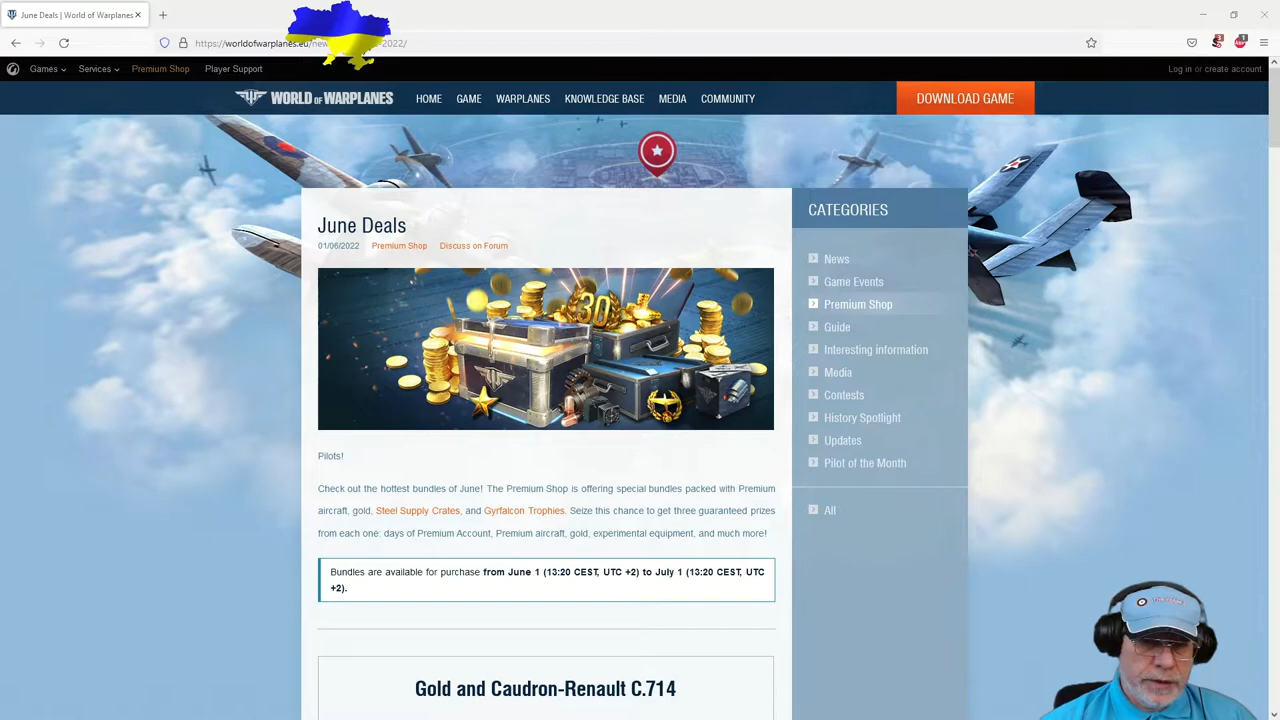 June Deals | World of Warplanes
https://worldofwarplanes.eu/ne 2022/
Games Services Premium Shop Player Support Log in or create account
WORLD OF WARPLANES HOME GAME WARPLANES KNOWLEDGE BASE MEDIA COMMUNITY DOWNLOAD GAME
June Deals
01/06/2022 Premium Shop Discuss on Forum
30
Pilots!
Check out the hottest bundles of June! The Premium Shop is offering special bundles packed with Premium
aircraft, gold, Steel Supply Crates, and Gyrfalcon Trophies. Seize this chance to get three guaranteed prizes
from each one: days of Premium Account, Premium aircraft, gold, experimental equipment, and much more!
Bundles are available for purchase from June 1 (13:20 CEST, UTC +2) to July 1 (13:20 CEST, UTC
+2).
Gold and Caudron-Renault C.714
CATEGORIES
News
Game Events
Premium Shop
Guide
Interesting information
Media
Contests
History Spotlight
Updates
Pilot of the Month
All